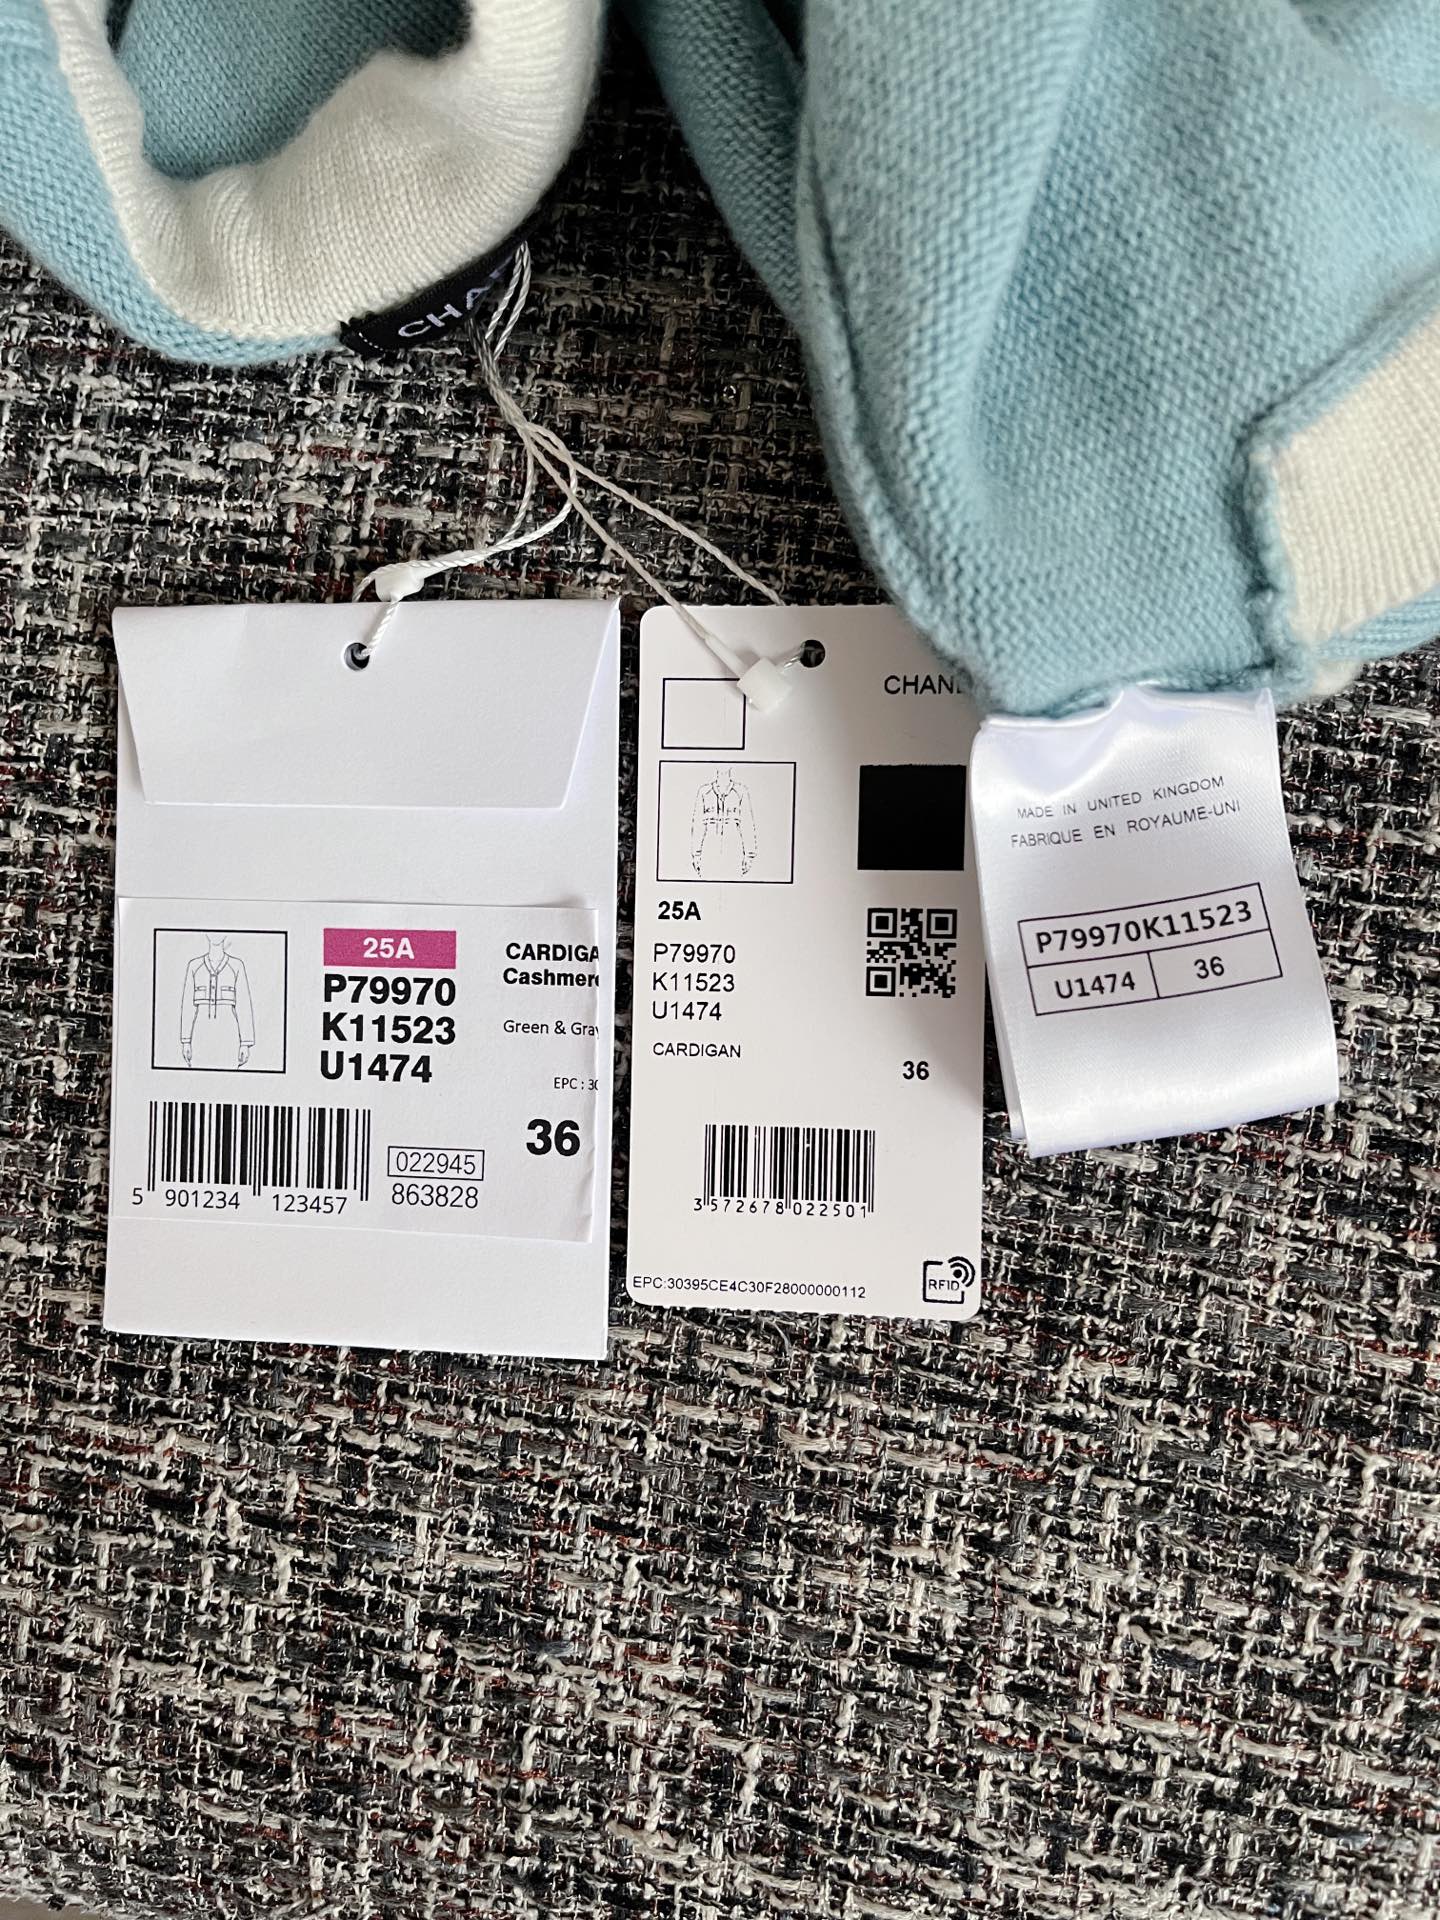 CHA
25A
P79970
K11523
U1474
CARDIGA
Cashmer
Green & Gra
EPC : 30
36
022945
863828
5 901234 123457
CHAN
25A
P79970
K11523
U1474
CARDIGAN
36
3 572678 022501
EPC:30395CE4C30F28000000112
RFID
MADE IN UNITED KINGDOM
FABRIQUE EN ROYAUME-UNI
P79970K11523
U1474 36